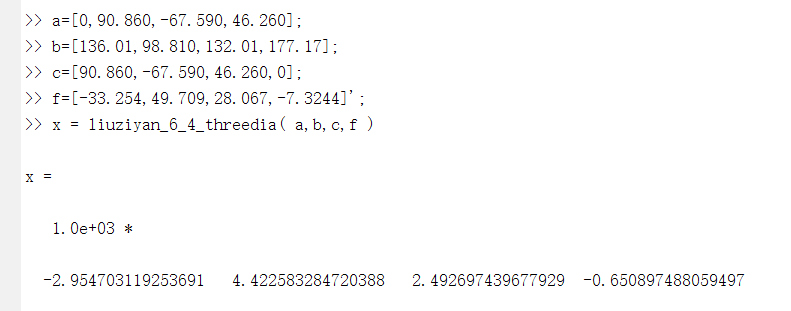 >> a=[0,90.860,-67.590,46.260];
>> b=[136.01,98.810,132.01,177.17];
>> c=[90.860,-67.590,46.260,0];
>> f=[-33.254,49.709,28.067,-7.3244]';
>> x = liuziyan_6_4_threedia( a,b,c,f )
x =
1.0e+03 *
-2.954703119253691 4.422583284720388 2.492697439677929 -0.650897488059497